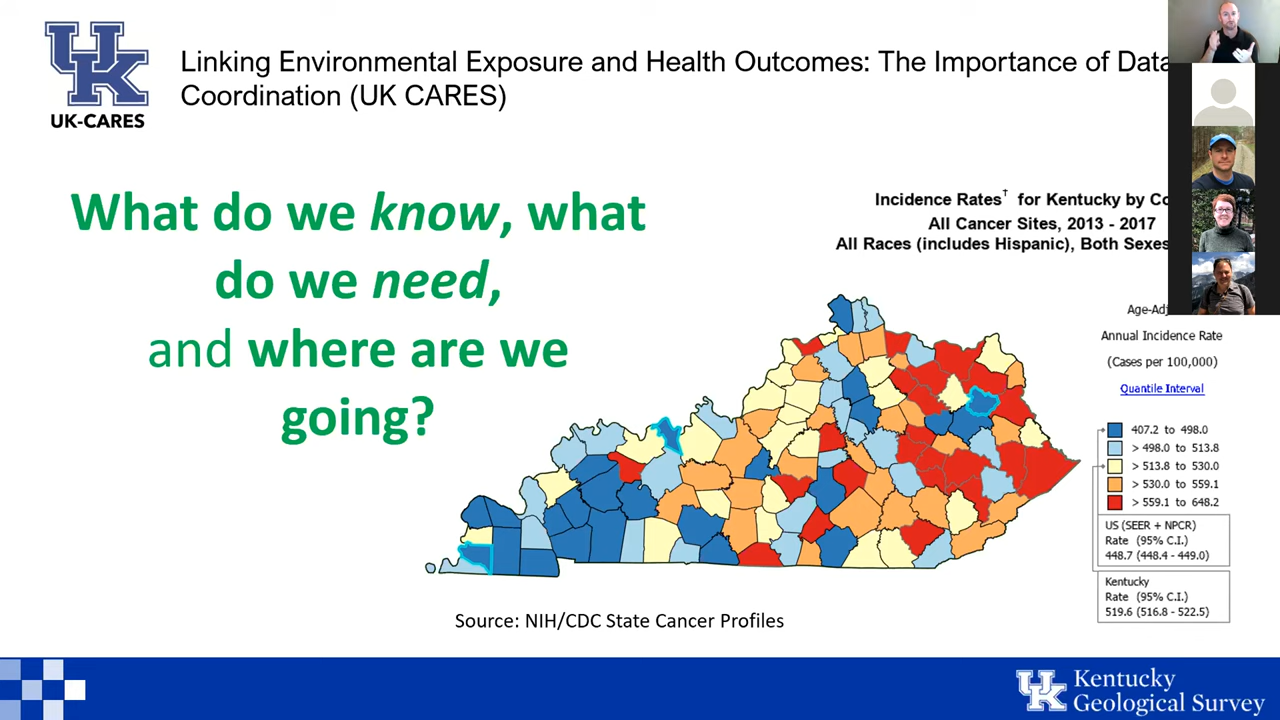 UK-CARES
Linking Environmental Exposure and Health Outcomes: The Importance of Data
Coordination (UK CARES)
What do we know, what
do we need,
and where are we
going?
Incidence Rates† for Kentucky by Co
All Cancer Sites, 2013 - 2017
All Races (includes Hispanic), Both Sexes
Age-Adj
Annual Incidence Rate
(Cases per 100,000)
Quantile Interval
407.2 to 498.0
> 498.0 to 513.8
> 513.8 to 530.0
> 530.0 to 559.1
> 559.1 to 648.2
US (SEER + NPCR)
Rate (95% C.I.)
448.7 (448.4 - 449.0)
Kentucky
Rate (95% C.I.)
519.6 (516.8 - 522.5)
Source: NIH/CDC State Cancer Profiles
UK Kentucky
Geological Survey